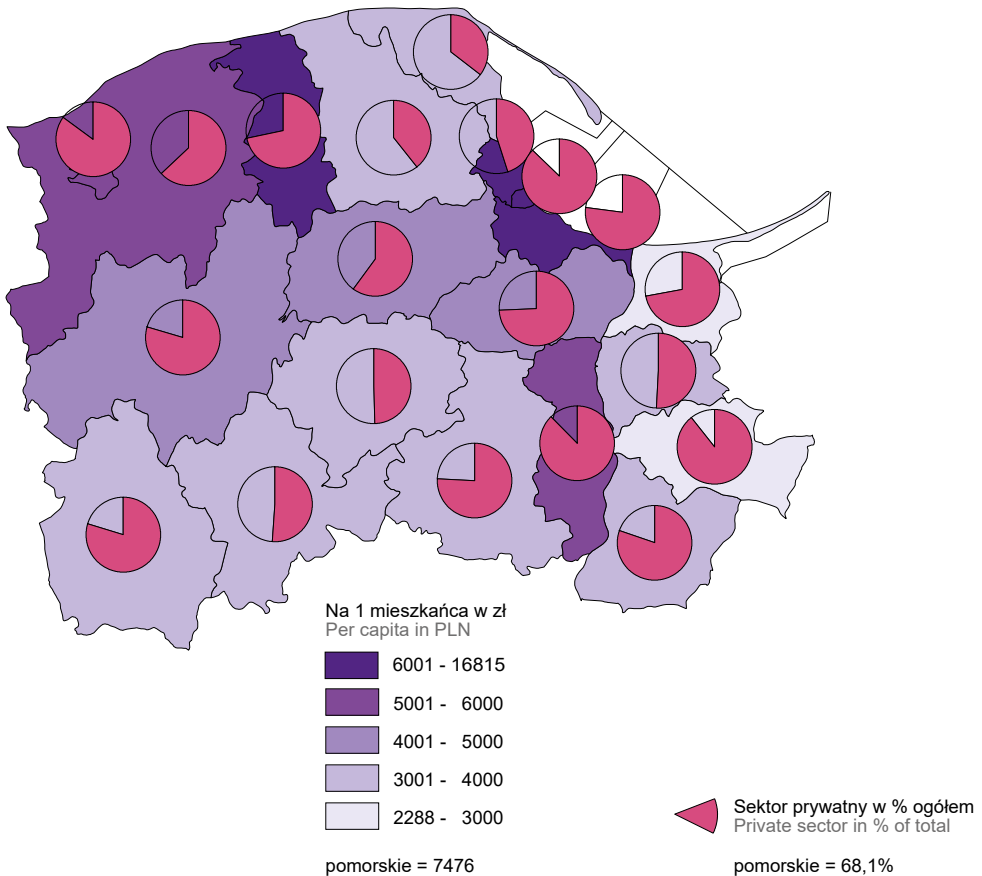 Na 1 mieszkańca w zł
Per capita in PLN
6001 - 16815
5001 - 6000
4001 - 5000
3001 - 4000
2288 - 3000
pomorskie = 7476
Sektor prywatny w % ogółem
Private sector in % of total
pomorskie = 68,1%